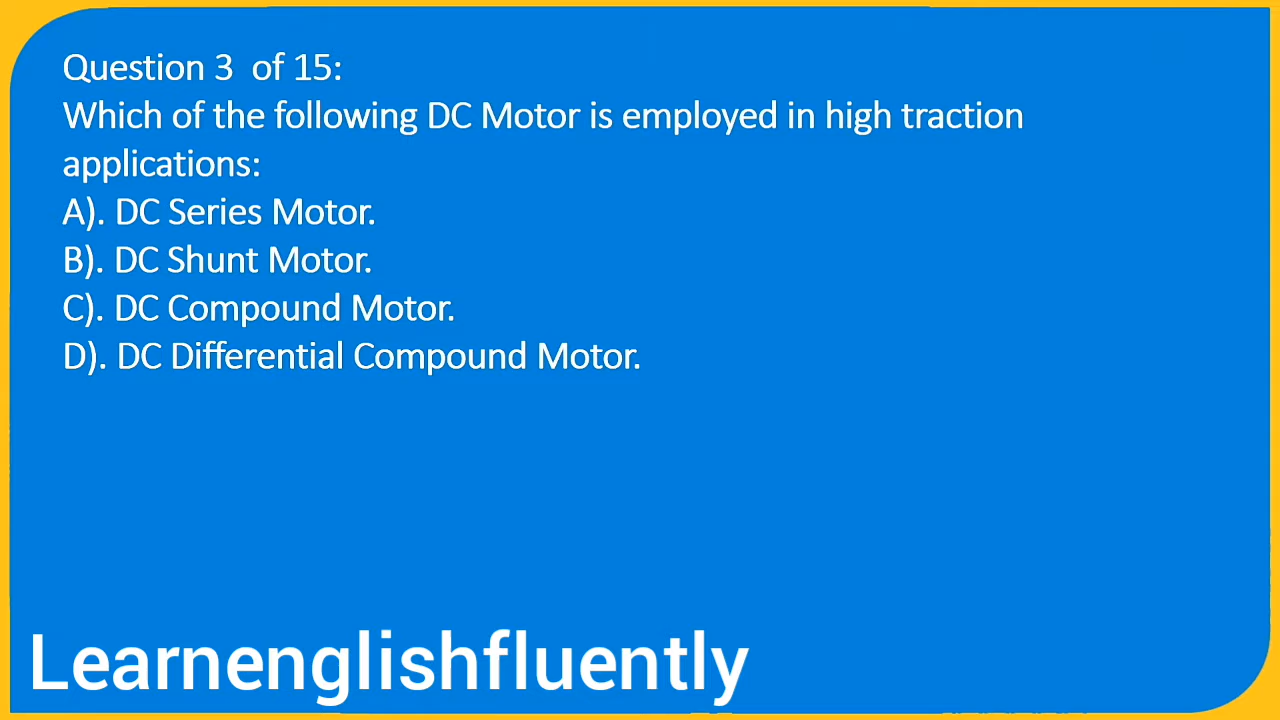 Question 3  of 15:
Which of the following DC Motor is employed in high traction
applications:
A). DC Series Motor.
B). DC Shunt Motor.
C). DC Compound Motor.
D). DC Differential Compound Motor.
Learnenglishfluently